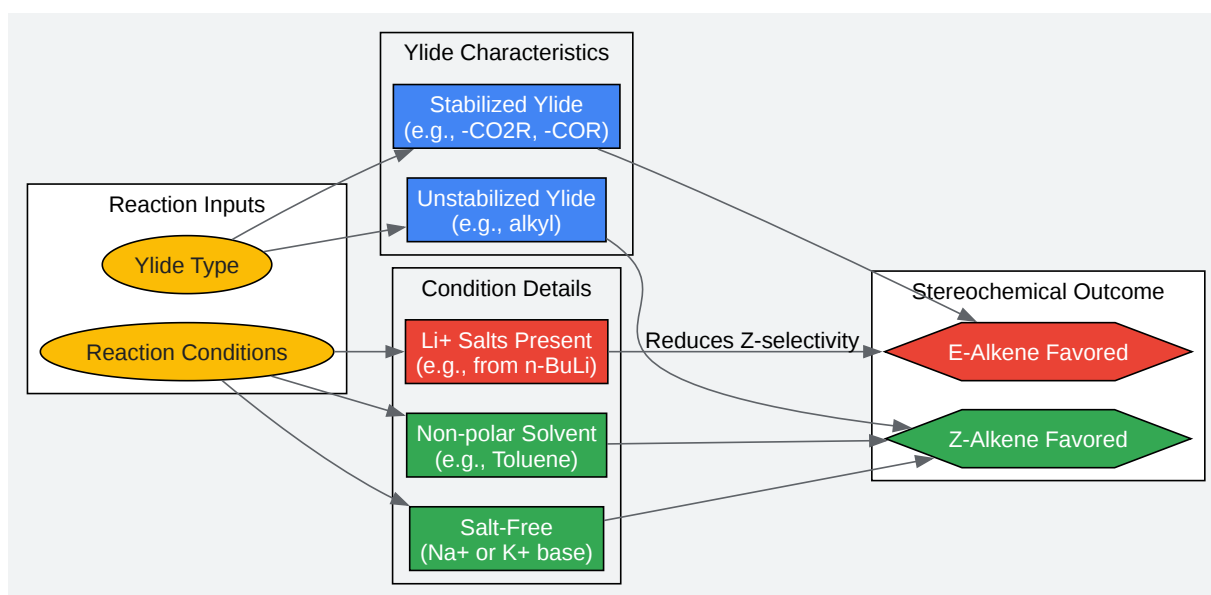 Ylide Characteristics
Stabilized Ylide
(e.g., -CO2R, -COR)
Unstabilized Ylide
(e.g., alkyl)
Reaction Inputs
Ylide Type
Reaction Conditions
Condition Details
Li+ Salts Present
(e.g., from n-BuLi)
Non-polar Solvent
(e.g., Toluene)
Salt-Free
(Na+ or K+ base)
Reduces Z-selectivity
Stereochemical Outcome
E-Alkene Favored
Z-Alkene Favored